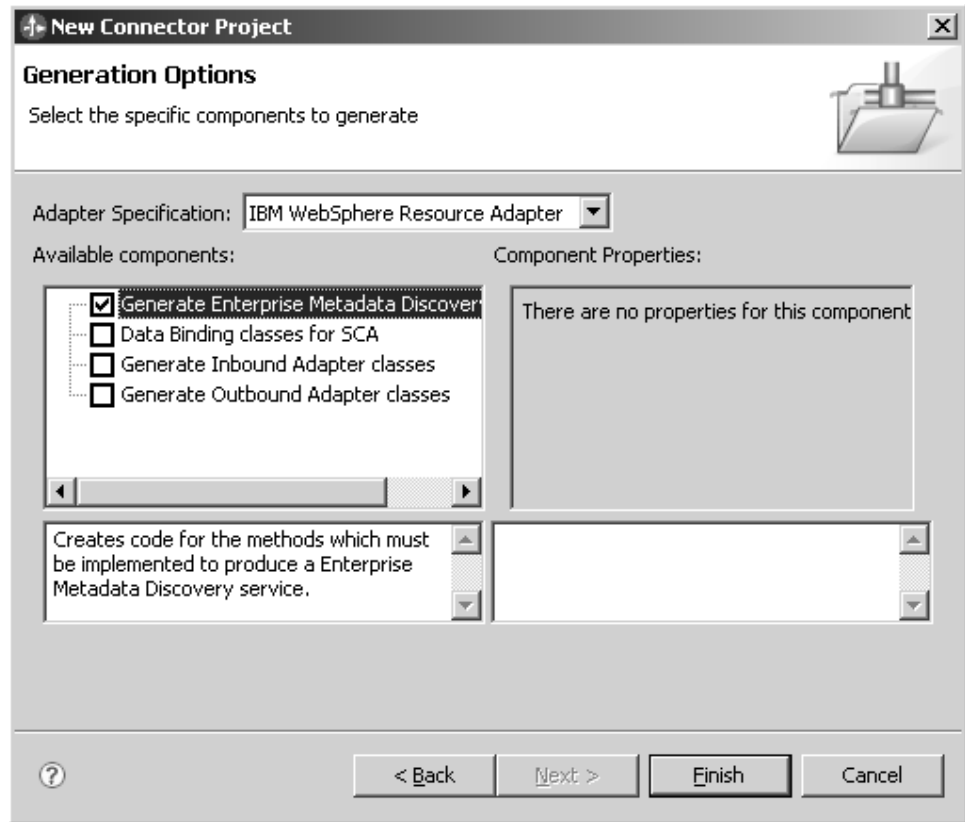 New Connector Project
Generation Options
Select the specific components to generate
Adapter Specification: IBM WebSphere Resource Adapter
Available components:
Component Properties:
Generate Enterprise Metadata Discover
Data Binding classes for SCA
Generate Inbound Adapter classes
Generate Outbound Adapter classes
There are no properties for this component
Creates code for the methods which must
be implemented to produce a Enterprise
Metadata Discovery service.
?
< Back
Next >
Finish
Cancel